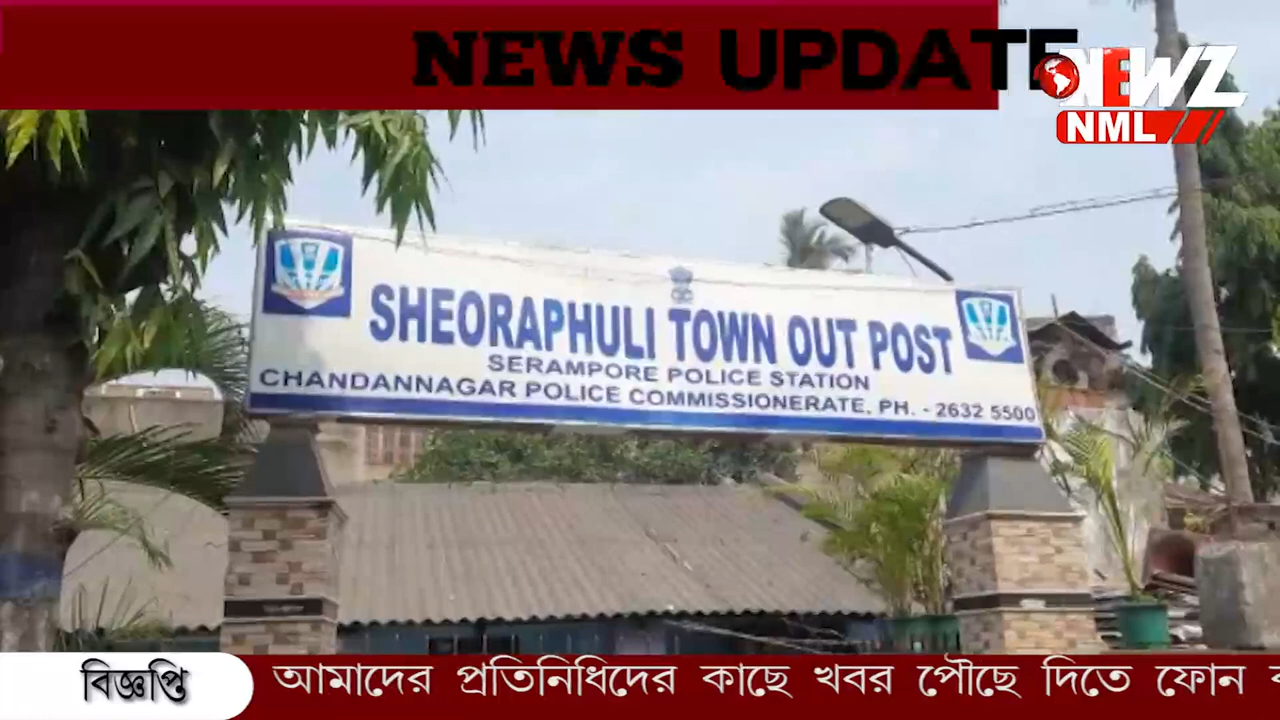 NEWS UPDATE
NEWZ
NML
SHEORAPHULI TOWN OUT POST
SERAMPORE POLICE STATION
CHANDANNAGAR POLICE COMMISSIONERATE, PH. - 2632 5500
বিজ্ঞপ্তি আমাদের প্রতিনিধিদের কাছে খবর পৌছে দিতে ফোন